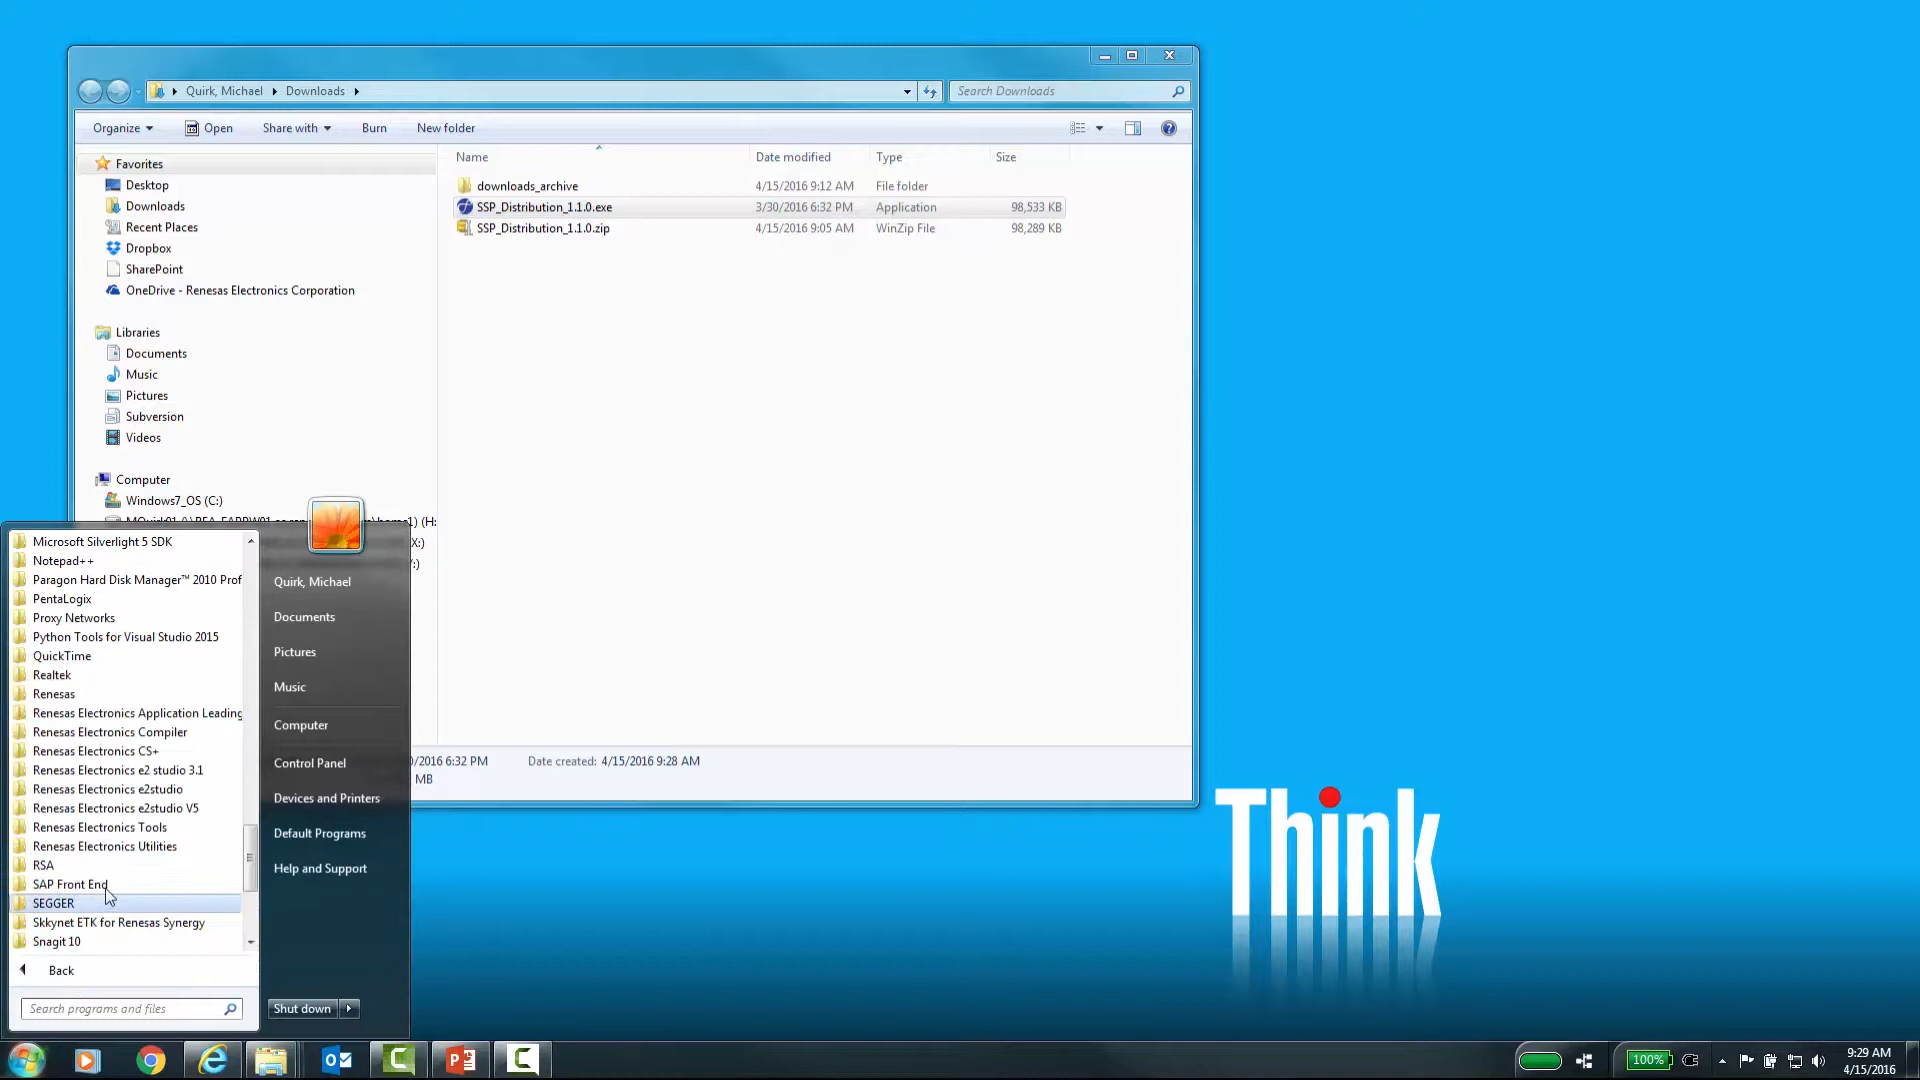 Quirk, Michael
Downloads
Search Downloads
Organize
Open
Share with
Burn
New folder
Name
Date modified
Type
Size
Favorites
Desktop
Downloads
Recent Places
Dropbox
SharePoint
OneDrive - Renesas Electronics Corporation
Libraries
Documents
Music
Pictures
Subversion
Videos
Computer
Windows7_OS (C:)
downloads_archive 4/15/2016 9:12 AM File folder
SSP_Distribution_1.1.0.exe 3/30/2016 6:32 PM Application 98,533 KB
SSP_Distribution_1.1.0.zip 4/15/2016 9:05 AM WinZip File 98,289 KB
/2016 6:32 PM Date created: 4/15/2016 9:28 AM
MB
Microsoft Silverlight 5 SDK
Notepad++
Paragon Hard Disk Manager™ 2010 Prof
PentaLogix
Proxy Networks
Python Tools for Visual Studio 2015
QuickTime
Realtek
Renesas
Renesas Electronics Application Leading
Renesas Electronics Compiler
Renesas Electronics CS+
Renesas Electronics e2 studio 3.1
Renesas Electronics e2studio
Renesas Electronics e2studio V5
Renesas Electronics Tools
Renesas Electronics Utilities
RSA
SAP Front End
SEGGER
Skkynet ETK for Renesas Synergy
Snagit 10
Back
Search programs and files
Quirk, Michael
Documents
Pictures
Music
Computer
Control Panel
Devices and Printers
Default Programs
Help and Support
Shut down
Think
100%
9:29 AM
4/15/2016